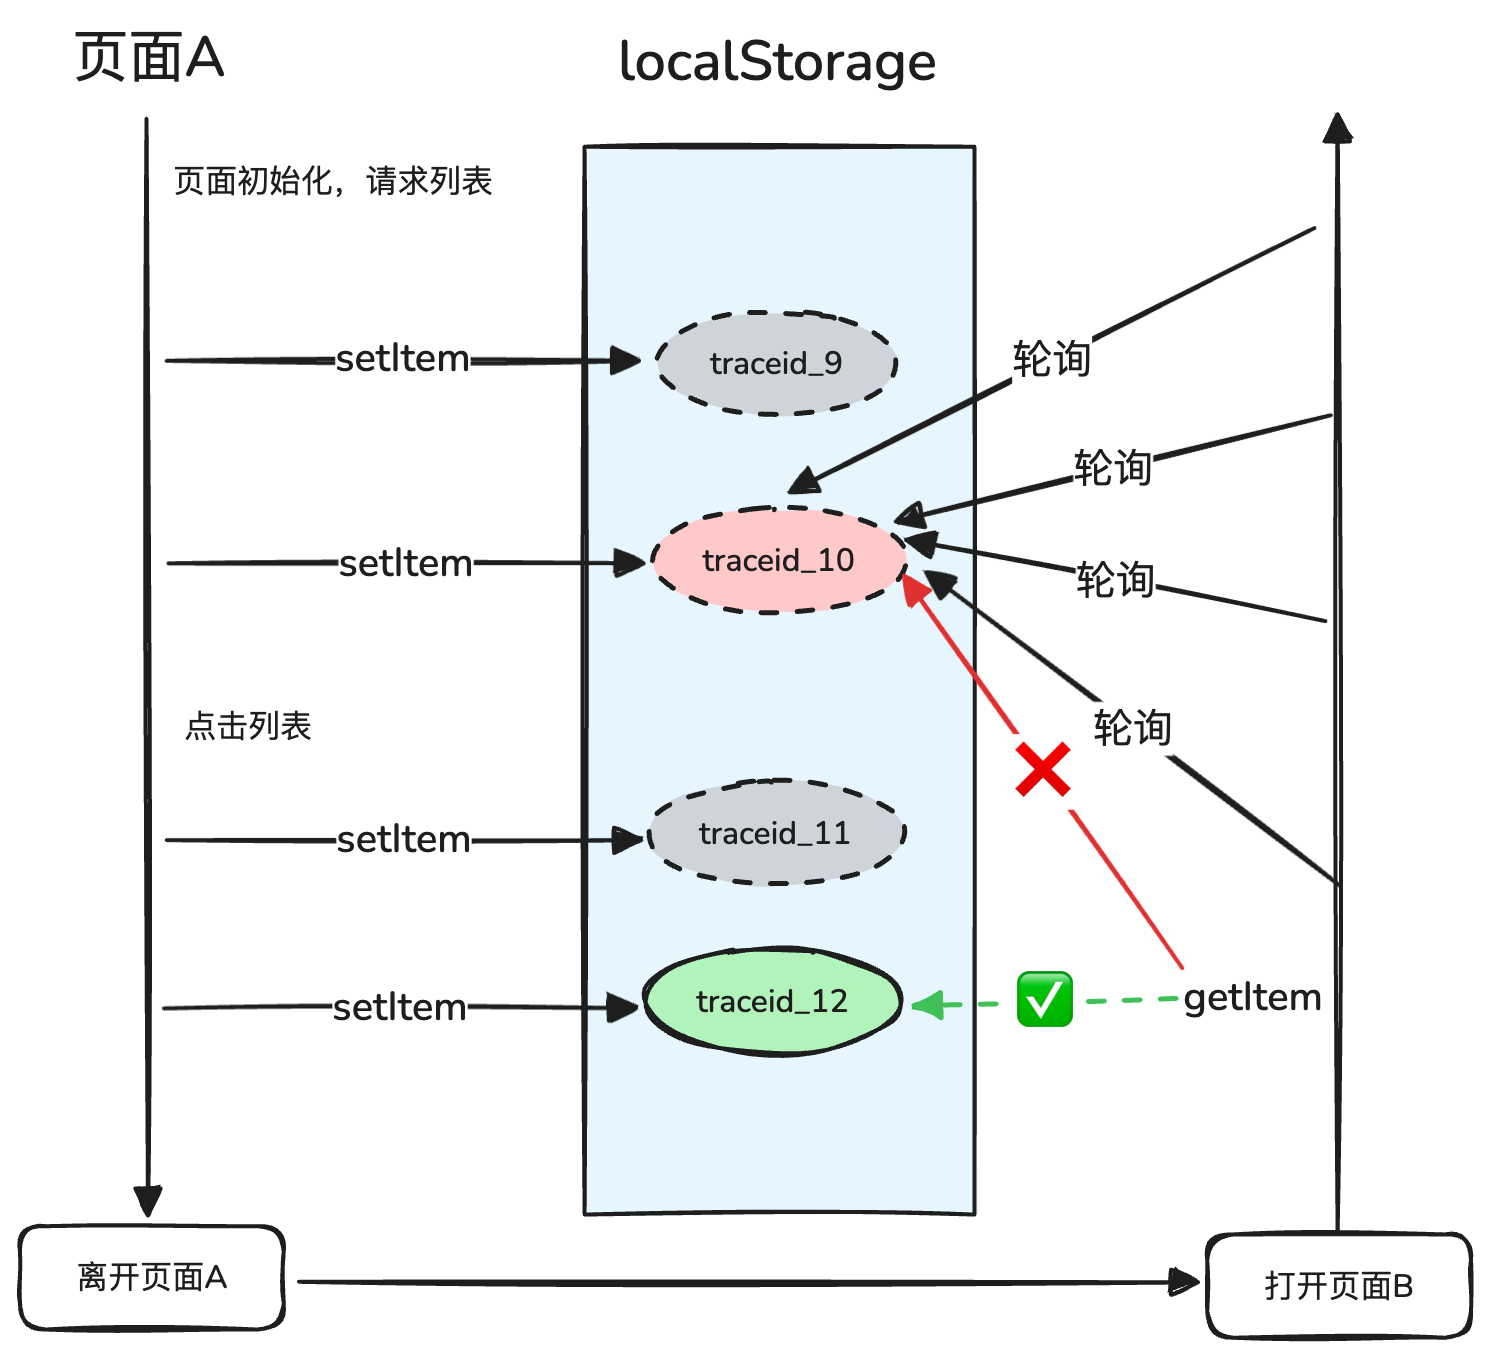 页面A
localStorage
页面初始化，请求列表
setItem
traceid_9
轮询
轮询
setItem
traceid_10
轮询
点击列表
轮询
setItem
traceid_11
setItem
traceid_12
getItem
离开页面A
打开页面B